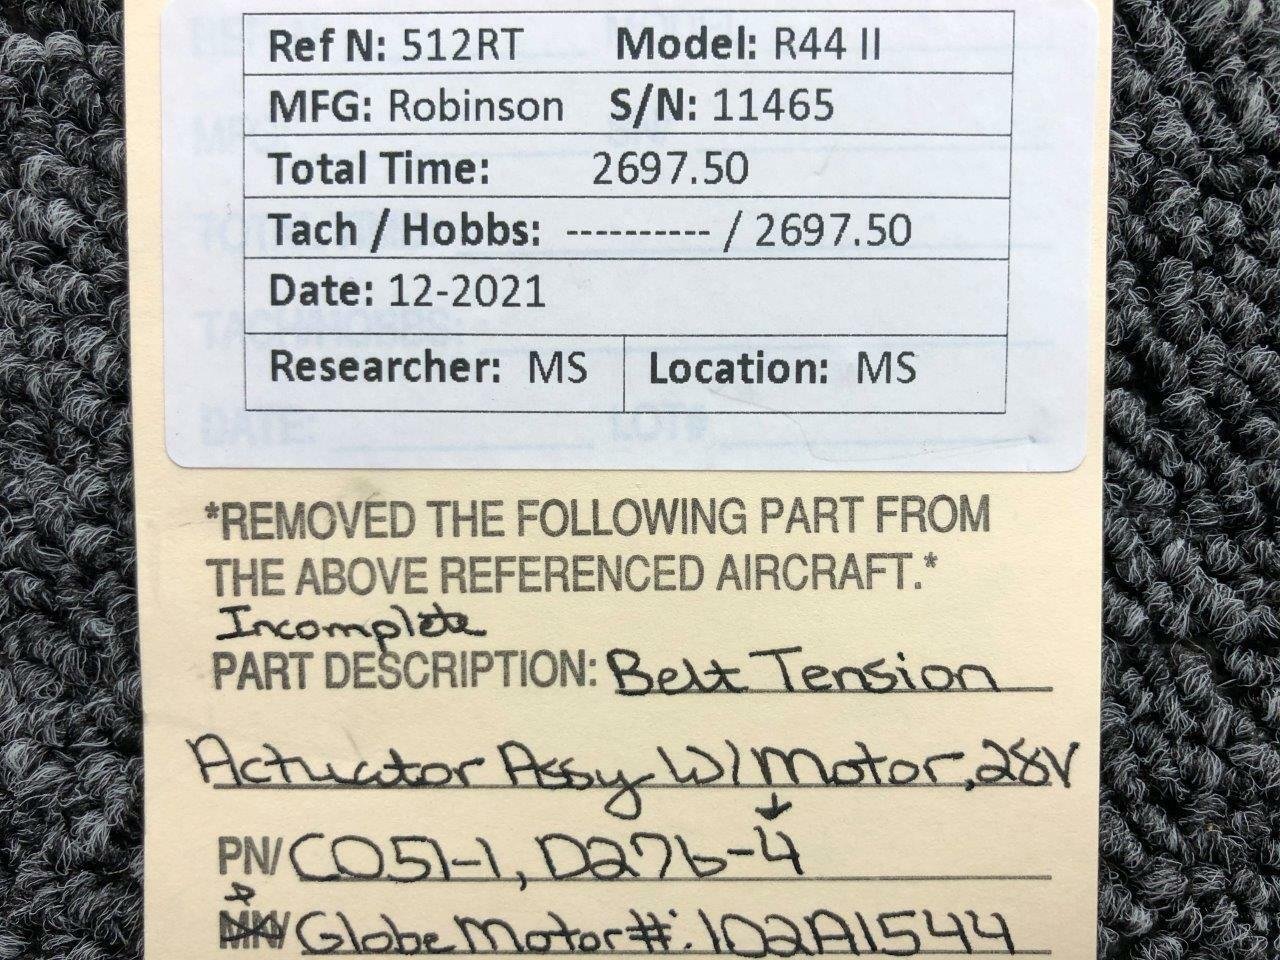 Ref N: 512RT Model: R44 II
MFG: Robinson S/N: 11465
Total Time: 2697.50
Tach / Hobbs: ---------- / 2697.50
Date: 12-2021
Researcher: MS Location: MS
*REMOVED THE FOLLOWING PART FROM
THE ABOVE REFERENCED AIRCRAFT.*
Incomplete
PART DESCRIPTION: Belt Tension
Actuator Assy W/ Motor, 28V
PN/ C051-1, D276-4
Globe Motor #: 102A1544